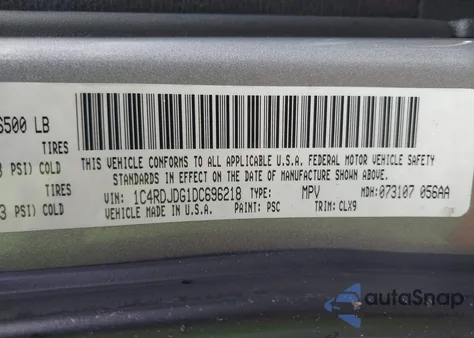 6500 LB
TIRES
PSI) COLD
TIRES
3 PSI) COLD
THIS VEHICLE CONFORMS TO ALL APPLICABLE U.S.A. FEDERAL MOTOR VEHICLE SAFETY
STANDARDS IN EFFECT ON THE DATE OF MANUFACTURE SHOWN ABOVE.
VIN: 1C4RDJDG1DC696218 TYPE: MPV MDH: 073107 056AA
VEHICLE MADE IN U.S.A. PAINT: PSC TRIM: CLX9
autoSnap